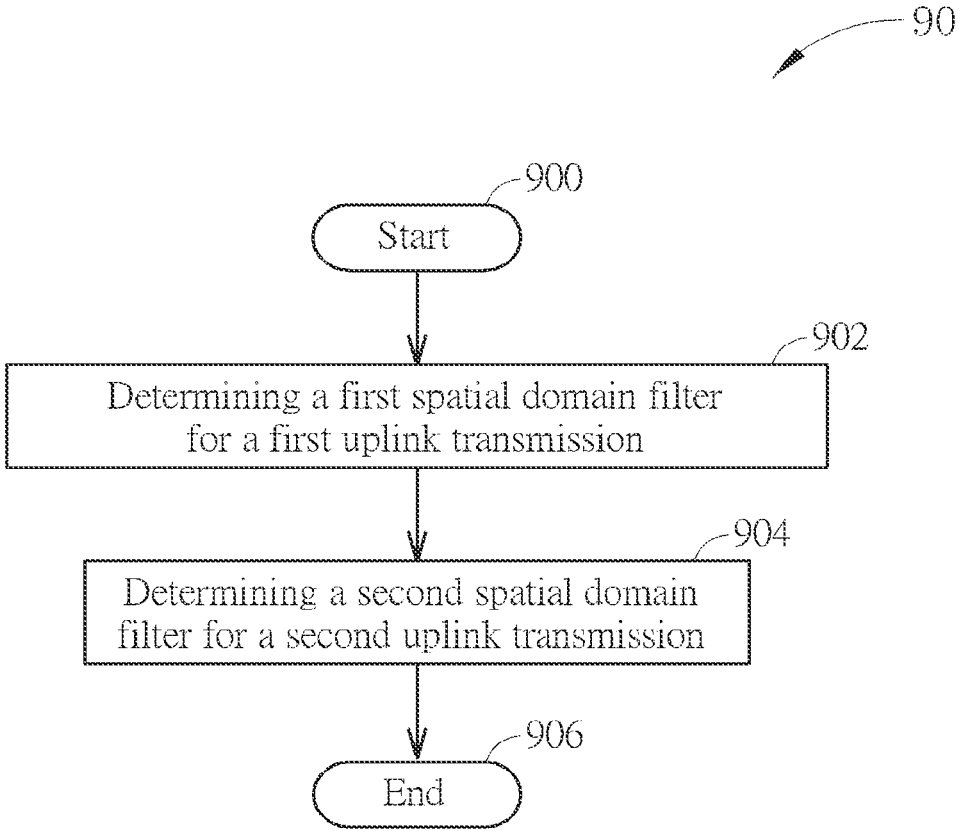 90
900
Start
902
Determining a first spatial domain filter
for a first uplink transmission
904
Determining a second spatial domain
filter for a second uplink transmission
906
End